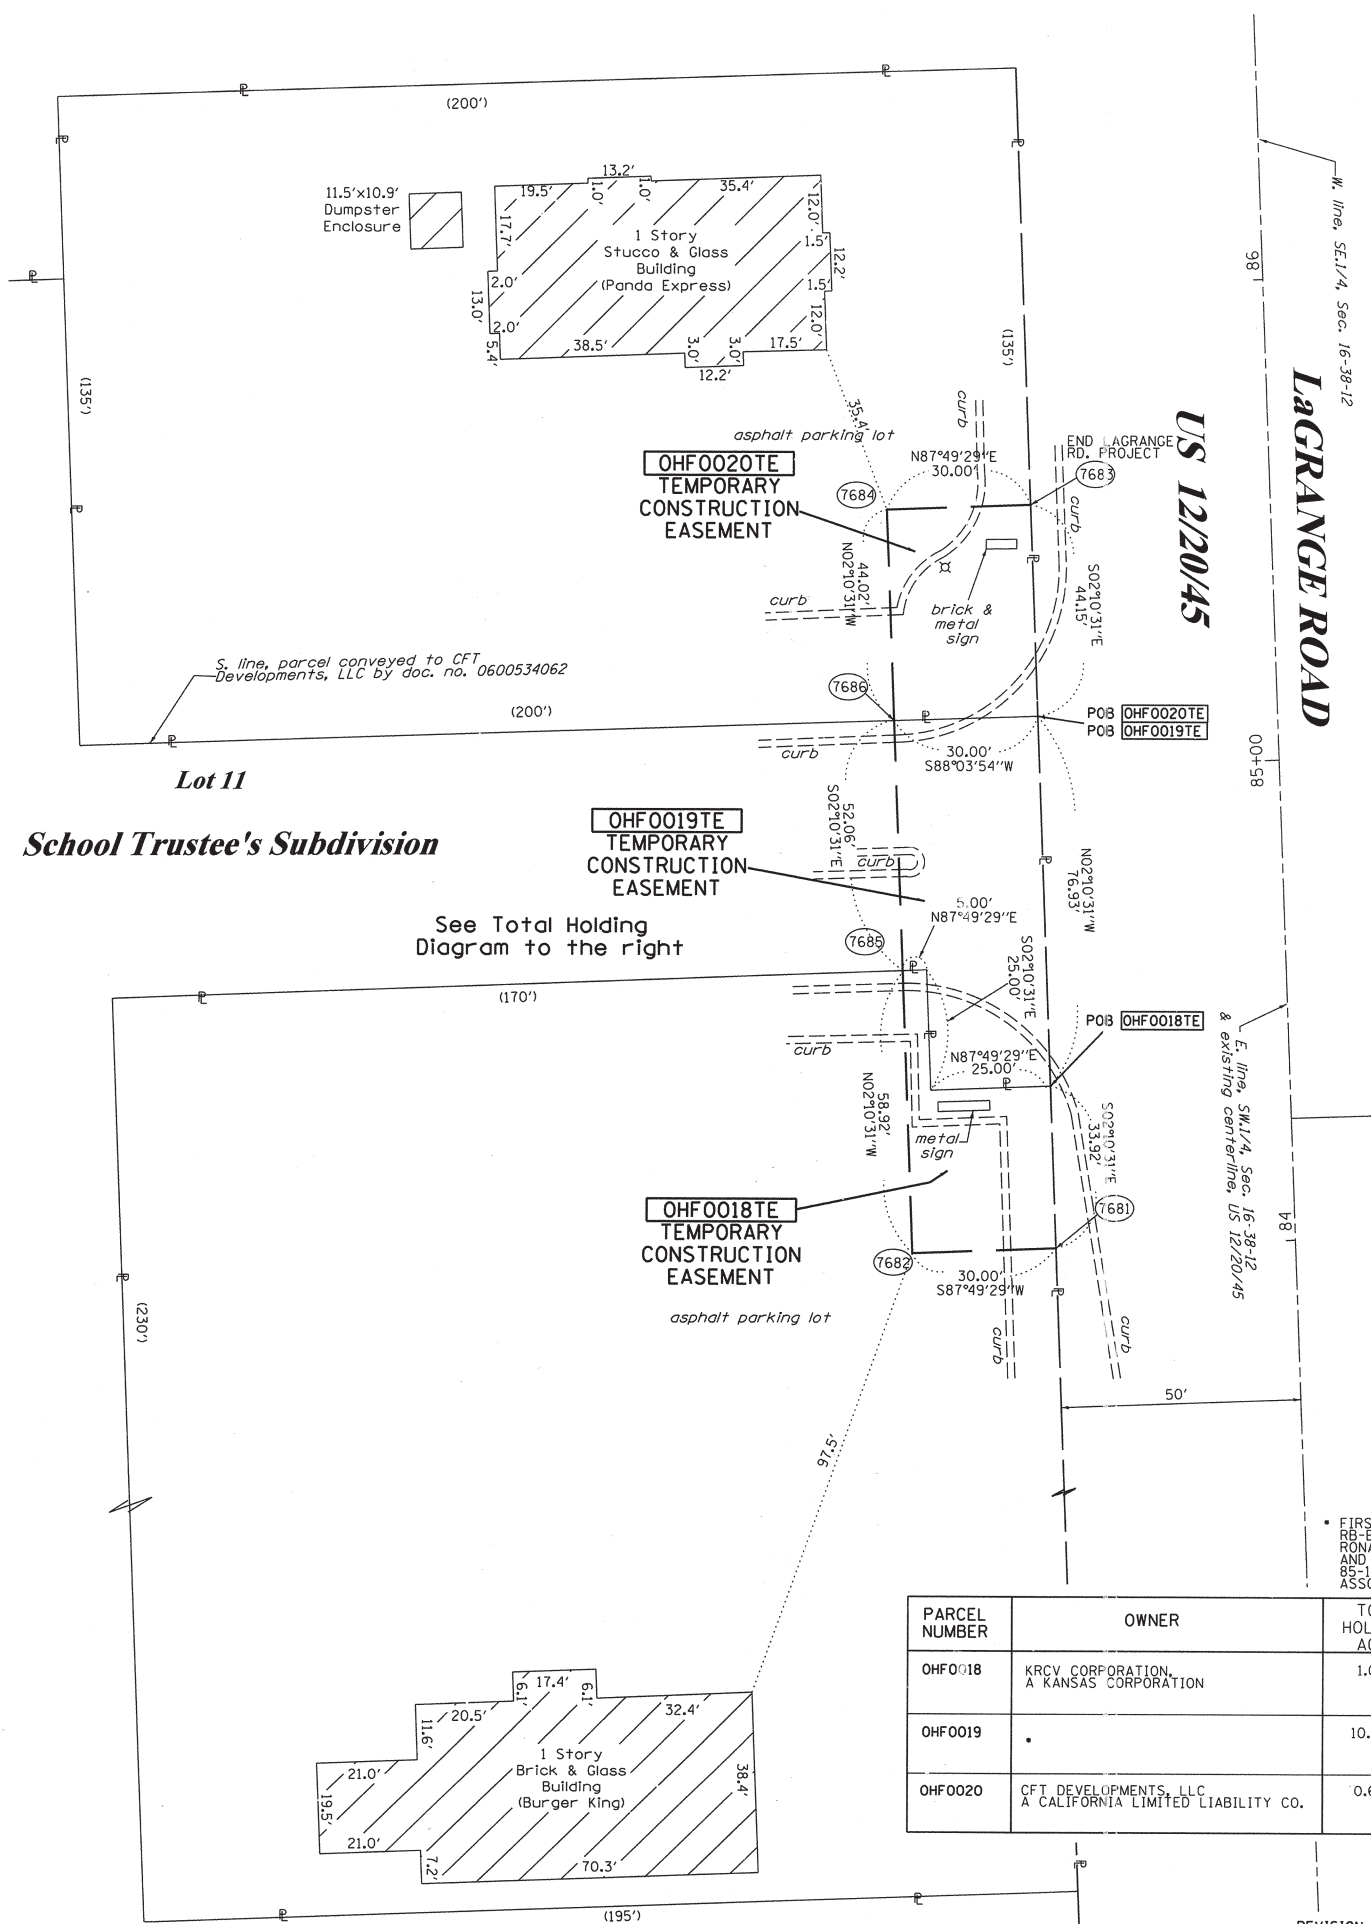 (200')
11.5'x10.9'
Dumpster
Enclosure
13.2'
19.5'
1.0'
1.0'
35.4'
12.0'
17.7'
1 Story
Stucco & Glass
Building
(Panda Express)
1.5'
12.2'
1.5'
2.0'
13.0'
12.0'
2.0'
5.4'
38.5'
3.0'
3.0'
17.5'
12.2'
(135')
(135')
W. line, SE.1/4, Sec. 16-38-12
86
LaGRANGE ROAD
US 12/20/45
35.4'
curb
asphalt parking lot
END LAGRANGE
RD. PROJECT
N87°49'29"E
30.00'
7683
7684
curb
OHF0020TE
TEMPORARY
CONSTRUCTION
EASEMENT
44.02'
N02°10'31"W
S02°10'31"E
44.15'
curb
brick &
metal
sign
S. line, parcel conveyed to CFT
Developments, LLC by doc. no. 0600534062
7686
(200')
POB OHF0020TE
POB OHF0019TE
curb
30.00'
S88°03'54"W
85+00
Lot 11
School Trustee's Subdivision
OHF0019TE
TEMPORARY
CONSTRUCTION
EASEMENT
52.06'
S02°10'31"E
curb
N02°10'31"W
76.93'
5.00'
N87°49'29"E
See Total Holding
Diagram to the right
7685
S02°10'31"E
25.00'
(170')
POB OHF0018TE
curb
N87°49'29"E
25.00'
E. line, SW.1/4, Sec. 16-38-12
& existing centerline, US 12/20/45
58.92'
N02°10'31"W
metal
sign
S02°10'31"E
33.92'
OHF0018TE
TEMPORARY
CONSTRUCTION
EASEMENT
7681
84
7682
30.00'
S87°49'29"W
asphalt parking lot
curb
curb
(230')
50'
97.5'
PARCEL
NUMBER
OWNER
OHF0018
KRCV CORPORATION,
A KANSAS CORPORATION
OHF0019
•
OHF0020
CFT DEVELOPMENTS, LLC
A CALIFORNIA LIMITED LIABILITY CO.
17.4'
6.1'
6.1'
20.5'
32.4'
11.6'
1 Story
Brick & Glass
Building
(Burger King)
21.0'
38.4'
19.5'
21.0'
7.2'
70.3'
(195')